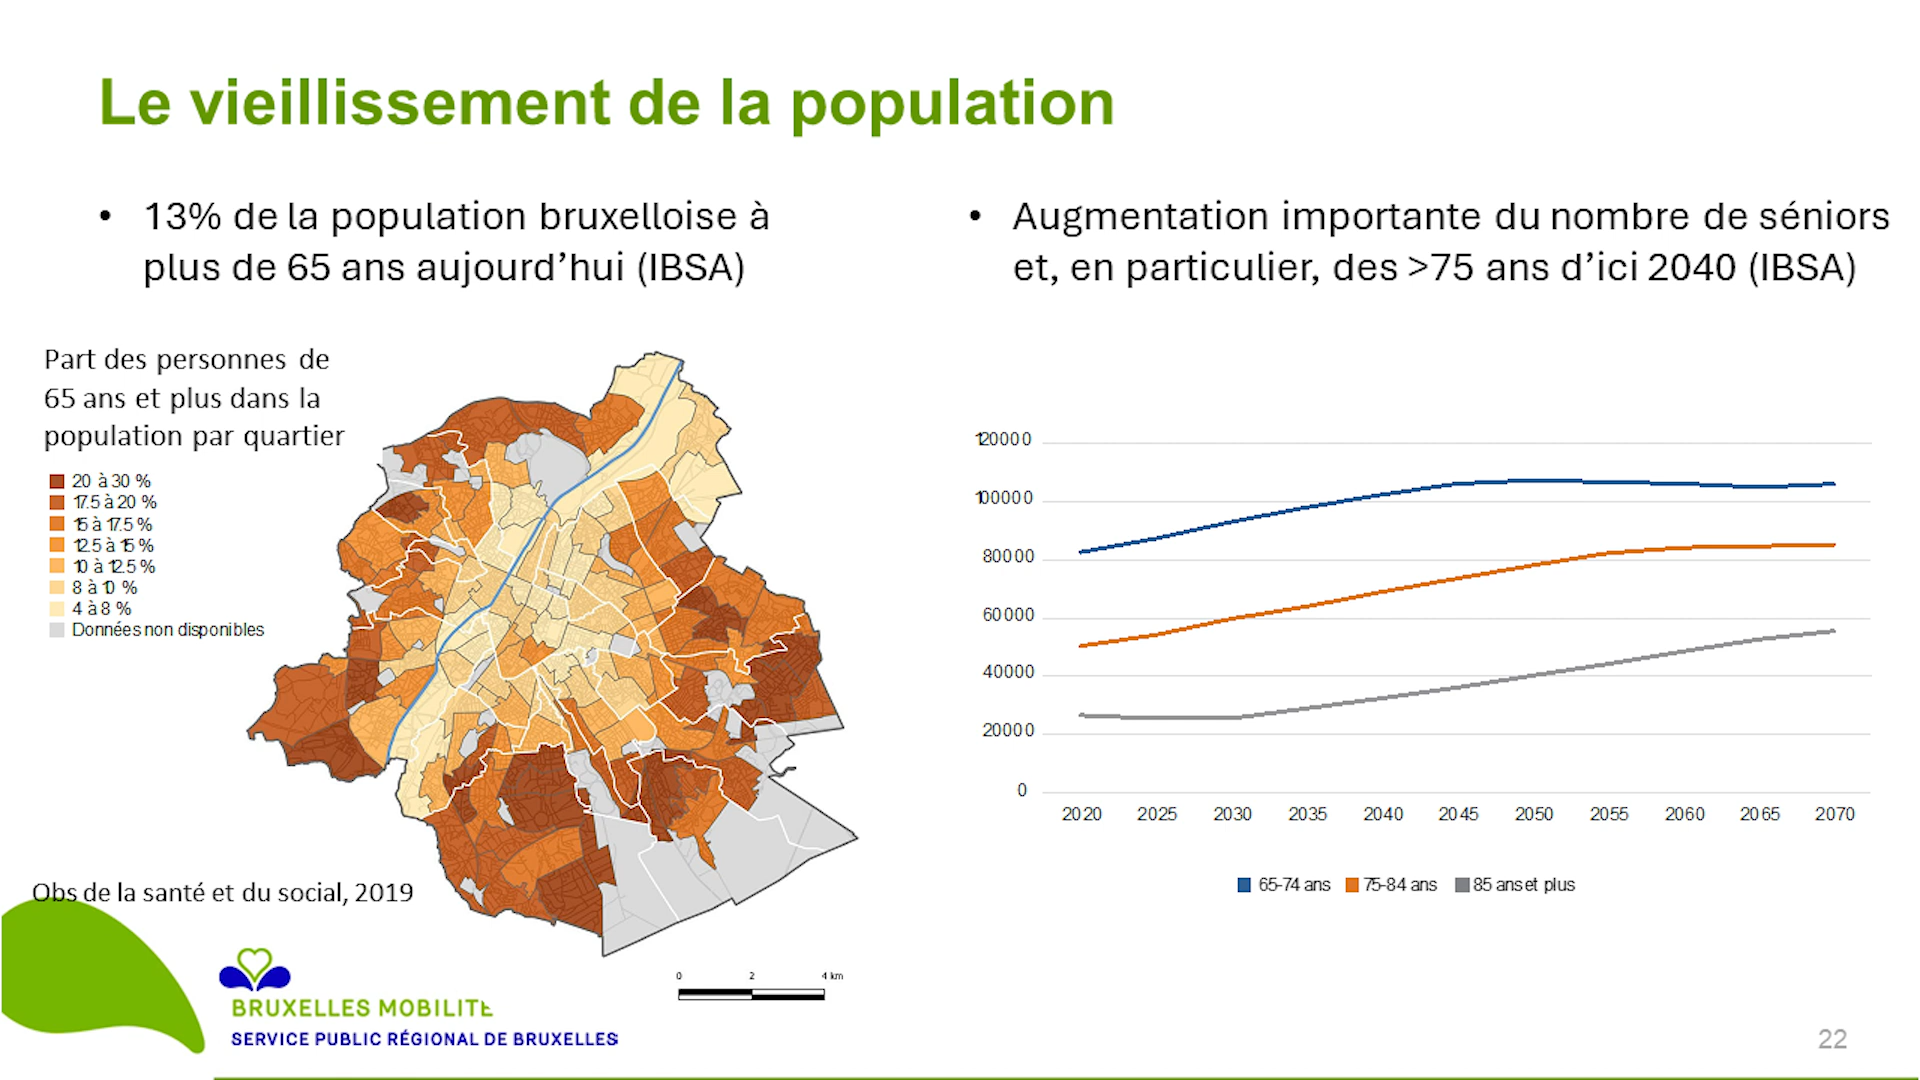 Le vieillissement de la population
• 13% de la population bruxelloise à
plus de 65 ans aujourd’hui (IBSA)
• Augmentation importante du nombre de séniors
et, en particulier, des >75 ans d’ici 2040 (IBSA)
Part des personnes de
65 ans et plus dans la
population par quartier
20 à 30 %
17.5 à 20 %
15 à 17.5 %
12.5 à 15 %
10 à 12.5 %
8 à 10 %
4 à 8 %
Données non disponibles
Obs de la santé et du social, 2019
0 2 4 km
120000
100000
80000
60000
40000
20000
0
2020 2025 2030 2035 2040 2045 2050 2055 2060 2065 2070
65-74 ans 75-84 ans 85 ans et plus
BRUXELLES MOBILITÉ
SERVICE PUBLIC RÉGIONAL DE BRUXELLES
22